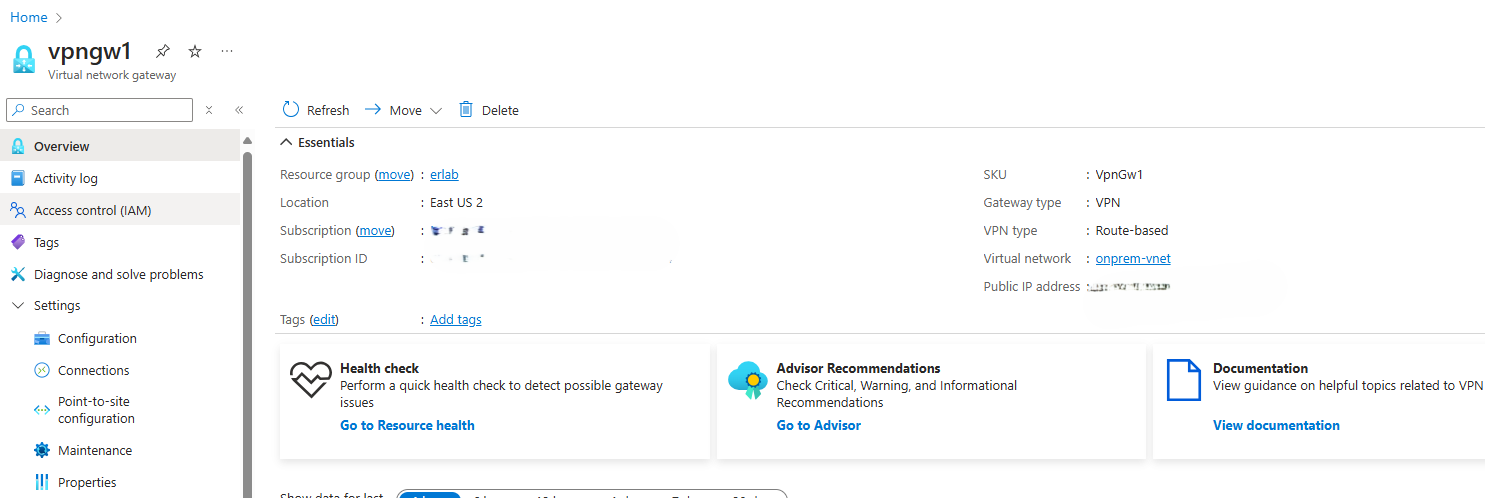 Home
vpngw1
Virtual network gateway
Search
Overview
Activity log
Access control (IAM)
Tags
Diagnose and solve problems
Settings
Configuration
Connections
Point-to-site
configuration
Maintenance
Properties
Refresh Move Delete
Essentials
Resource group (move) : erlab
Location : East US 2
Subscription (move) :
Subscription ID :
SKU : VpnGw1
Gateway type : VPN
VPN type : Route-based
Virtual network : onprem-vnet
Public IP address :
Tags (edit) : Add tags
Health check
Perform a quick health check to detect possible gateway
issues
Go to Resource health
Advisor Recommendations
Check Critical, Warning, and Informational
Recommendations
Go to Advisor
Documentation
View guidance on helpful topics related to VPN
View documentation
Show data for last